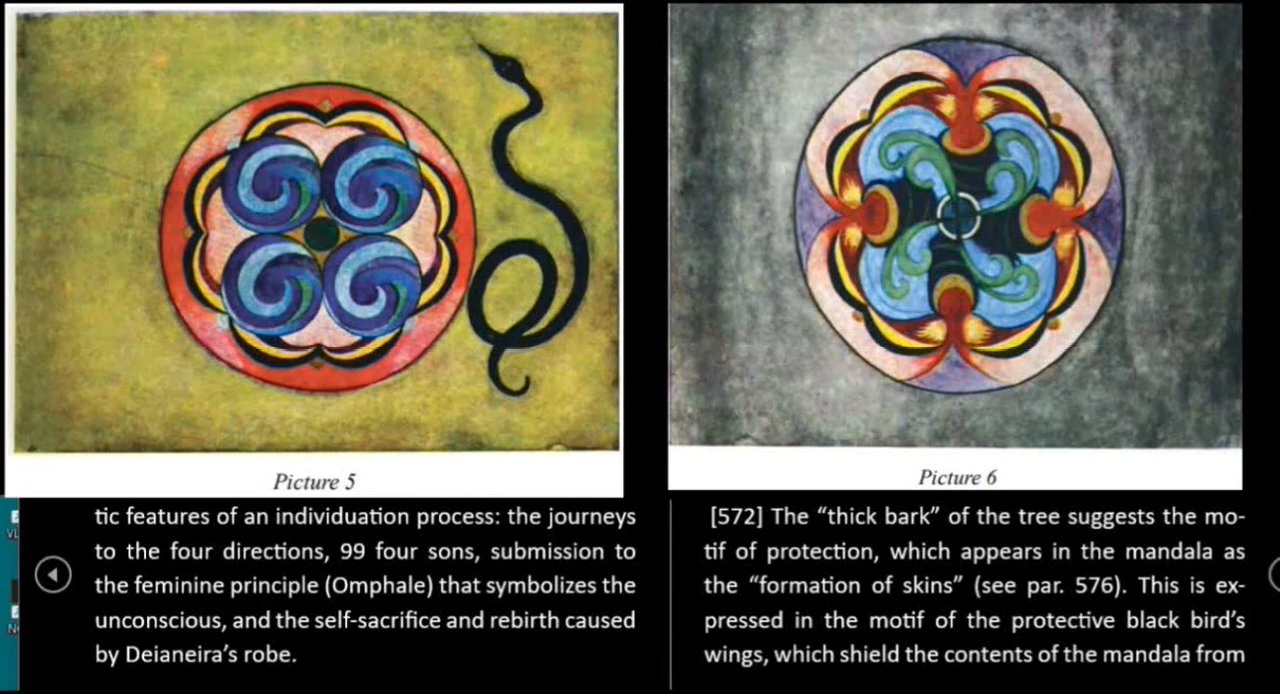 Picture 5
tic features of an individuation process: the journeys
to the four directions, 99 four sons, submission to
the feminine principle (Omphale) that symbolizes the
unconscious, and the self-sacrifice and rebirth caused
by Deianeira’s robe.
Picture 6
[572] The “thick bark” of the tree suggests the mo-
tif of protection, which appears in the mandala as
the “formation of skins” (see par. 576). This is ex-
pressed in the motif of the protective black bird’s
wings, which shield the contents of the mandala from